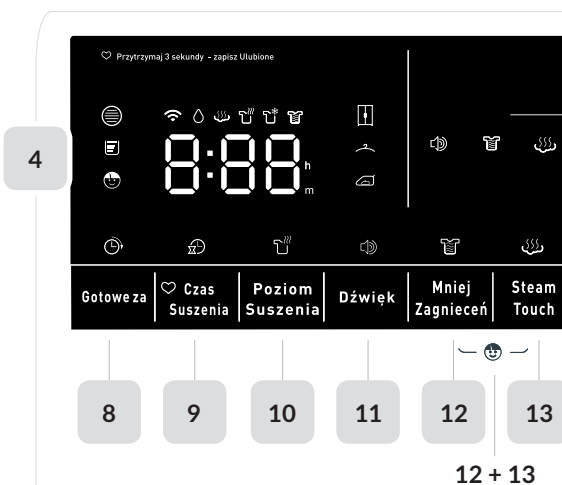 Przytrzymaj 3 sekundy - zapisz Ulubione
4
8:88 h
m
Gotowe za
Czas
Suszenia
Poziom
Suszenia
Dźwięk
Mniej
Zagnieceń
Steam
Touch
8 9 10 11 12 13
12 + 13